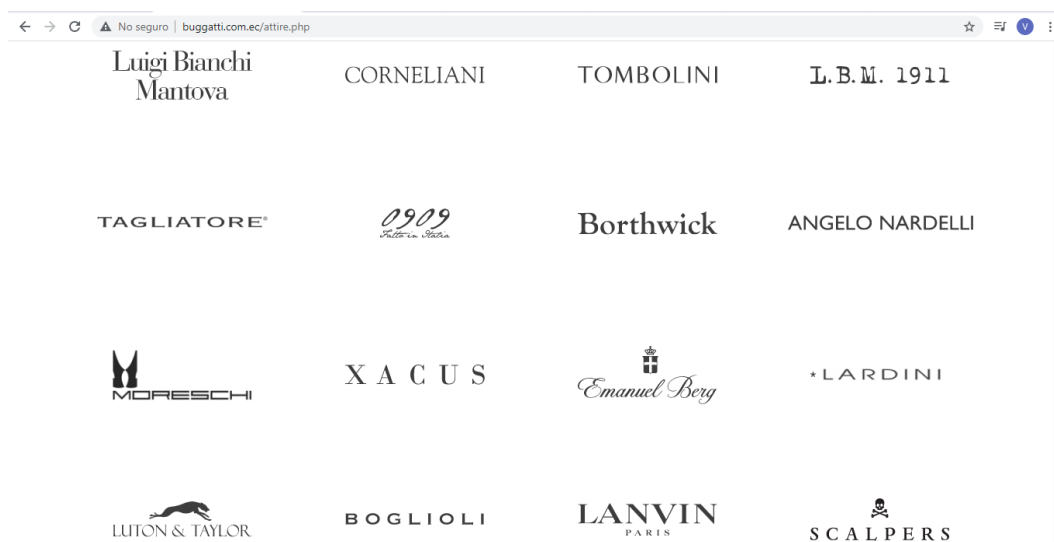 No seguro | buggatti.com.ec/attire.php
V
Luigi Bianchi
Mantova
CORNELIANI
TOMBOLINI
L.B.M. 1911
TAGLIATORE®
0909
Fatto in Italia
Borthwick
ANGELO NARDELLI
MORESCHI
XACUS
Emanuel Berg
*LARDINI
LUTON & TAYLOR
BOGLIOLI
LANVIN
PARIS
SCALPERS